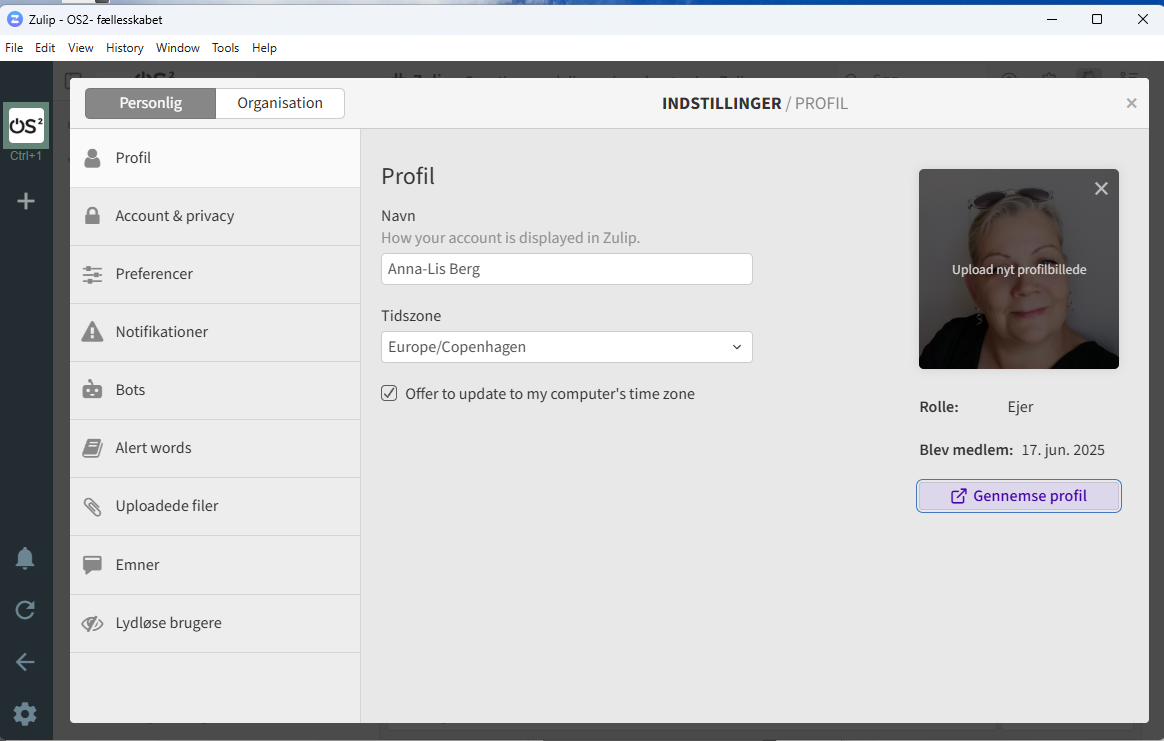 Zulip - OS2- fællesskabet
File Edit View History Window Tools Help
Personlig Organisation
INDSTILLINGER / PROFIL
OS²
Ctrl+1
Profil
Account & privacy
Preferencer
Notifikationer
Bots
Alert words
Uploadede filer
Emner
Lydløse brugere
Profil
Navn
How your account is displayed in Zulip.
Anna-Lis Berg
Tidszone
Europe/Copenhagen
Offer to update to my computer's time zone
Upload nyt profilbillede
Rolle: Ejer
Blev medlem: 17. jun. 2025
Gennemse profil